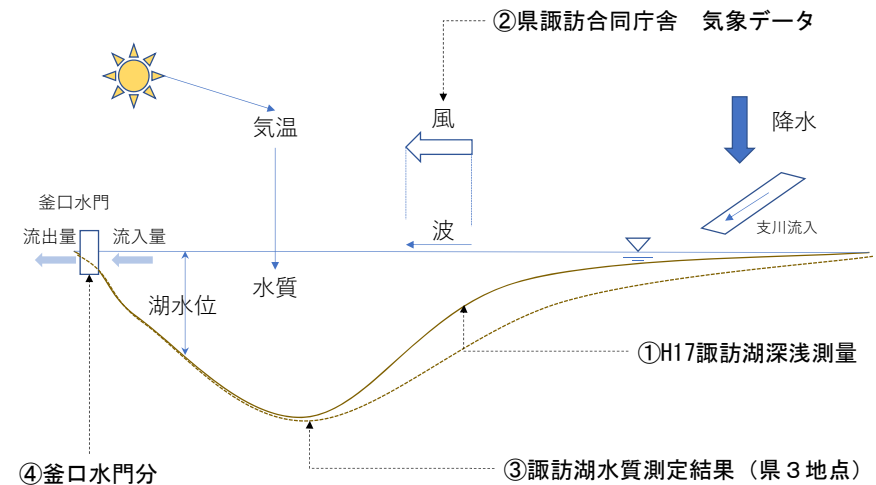 ②県諏訪合同庁舎　気象データ
気温
風
降水
釜口水門
支川流入
流出量
流入量
波
水質
湖水位
①H17諏訪湖深浅測量
④釜口水門分
③諏訪湖水質測定結果（県３地点）